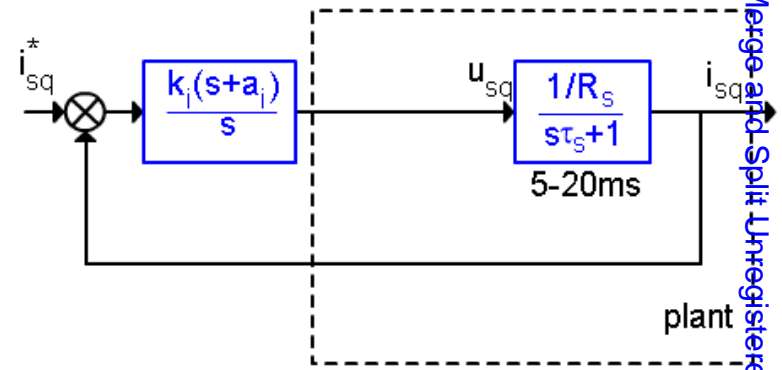 i*sq
ki(s+ai)
s
usq
1/Rs
sτs+1
isq
5-20ms
plant
Merge and Split Unregistere